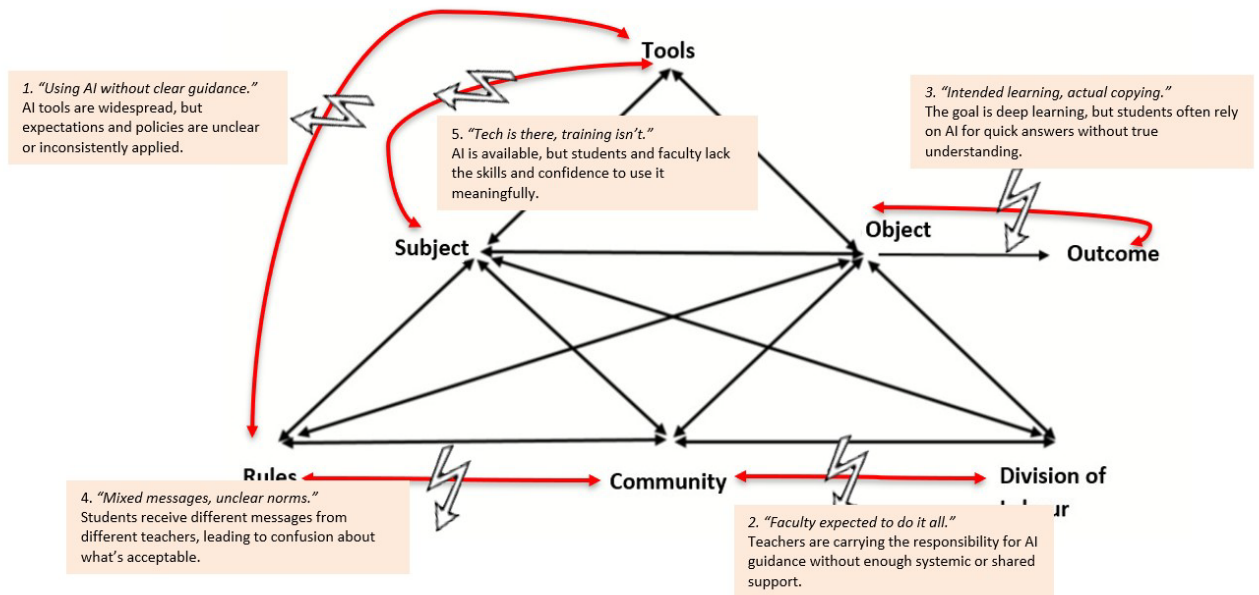 Tools
1. “Using AI without clear guidance.”
AI tools are widespread, but
expectations and policies are unclear
or inconsistently applied.
3. “Intended learning, actual copying.”
The goal is deep learning, but students often rely
on AI for quick answers without true
understanding.
5. “Tech is there, training isn’t.”
AI is available, but students and faculty lack
the skills and confidence to use it
meaningfully.
Subject
Object
Outcome
Rules
Community
Division of
4. “Mixed messages, unclear norms.”
Students receive different messages from
different teachers, leading to confusion about
what’s acceptable.
2. “Faculty expected to do it all.”
Teachers are carrying the responsibility for AI
guidance without enough systemic or shared
support.